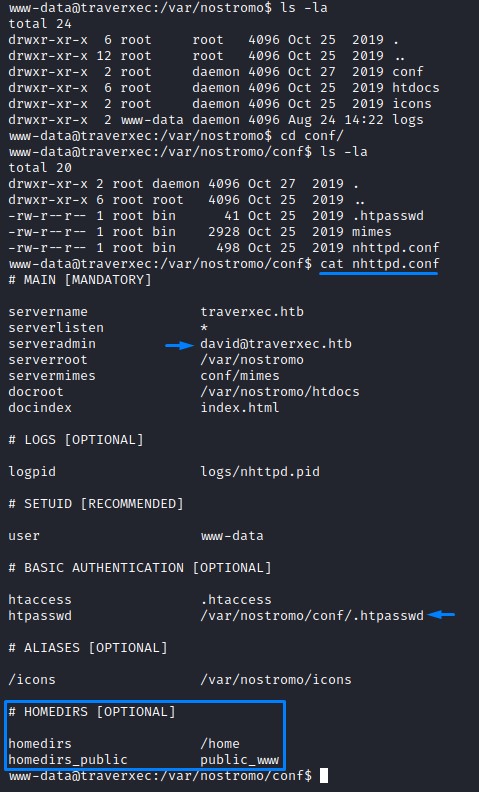 www-data@traverxec:/var/nostromo$ ls -la
total 24
drwxr-xr-x  6 root     root   4096 Oct 25  2019 .
drwxr-xr-x 12 root     root   4096 Oct 25  2019 ..
drwxr-xr-x  2 root     daemon 4096 Oct 27  2019 conf
drwxr-xr-x  6 root     daemon 4096 Oct 25  2019 htdocs
drwxr-xr-x  2 root     daemon 4096 Oct 25  2019 icons
drwxr-xr-x  2 www-data daemon 4096 Aug 24 14:22 logs
www-data@traverxec:/var/nostromo$ cd conf/
www-data@traverxec:/var/nostromo/conf$ ls -la
total 20
drwxr-xr-x 2 root daemon 4096 Oct 27  2019 .
drwxr-xr-x 6 root root   4096 Oct 25  2019 ..
-rw-r--r-- 1 root bin      41 Oct 25  2019 .htpasswd
-rw-r--r-- 1 root bin    2928 Oct 25  2019 mimes
-rw-r--r-- 1 root bin     498 Oct 25  2019 nhttpd.conf
www-data@traverxec:/var/nostromo/conf$ cat nhttpd.conf
# MAIN [MANDATORY]
servername              traverxec.htb
serverlisten            *
serveradmin             david@traverxec.htb
serverroot              /var/nostromo
servermimes             conf/mimes
docroot                 /var/nostromo/htdocs
docindex                index.html
# LOGS [OPTIONAL]
logpid                  logs/nhttpd.pid
# SETUID [RECOMMENDED]
user                    www-data
# BASIC AUTHENTICATION [OPTIONAL]
htaccess                .htaccess
htpasswd                /var/nostromo/conf/.htpasswd
# ALIASES [OPTIONAL]
/icons                  /var/nostromo/icons
# HOMEDIRS [OPTIONAL]
homedirs                /home
homedirs_public         public_www
www-data@traverxec:/var/nostromo/conf$